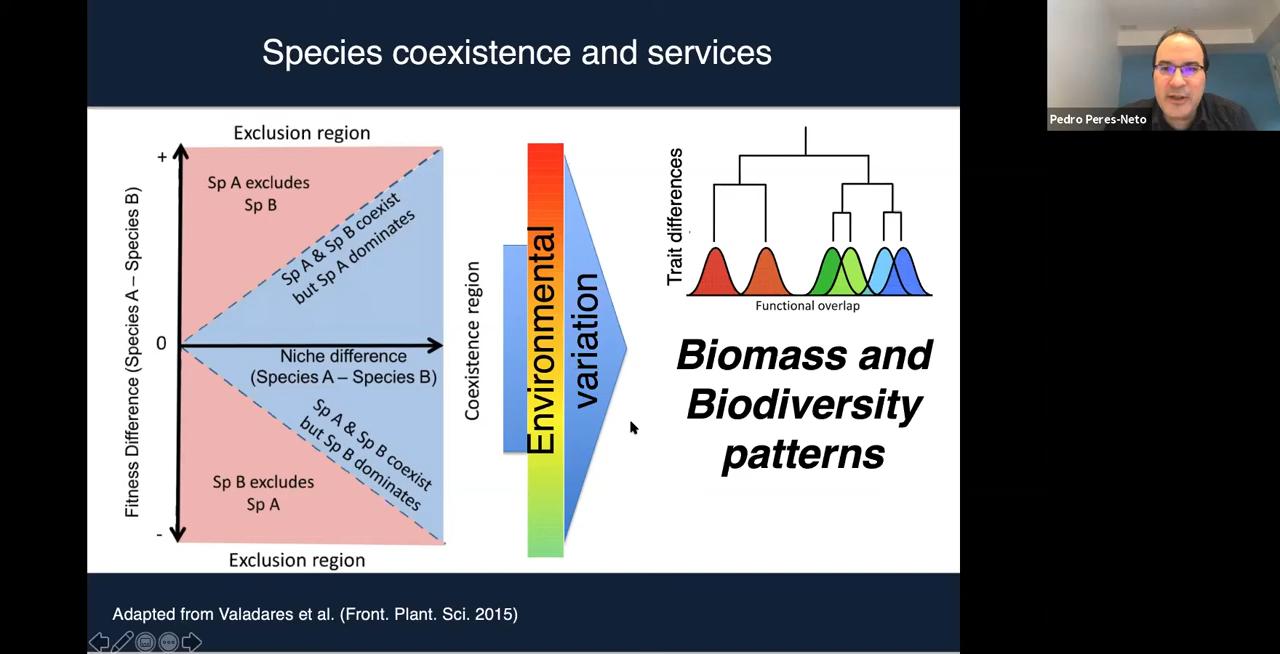 Species coexistence and services
Pedro Peres-Neto
Exclusion region
+
Sp A excludes
Sp B
Sp A & Sp B coexist
but Sp A dominates
Fitness Difference (Species A – Species B)
0
Niche difference
(Species A – Species B)
Sp A & Sp B coexist
but Sp B dominates
Sp B excludes
Sp A
-
Exclusion region
Coexistence region
Environmental
variation
Trait differences
Functional overlap
Biomass and
Biodiversity
patterns
Adapted from Valadares et al. (Front. Plant. Sci. 2015)